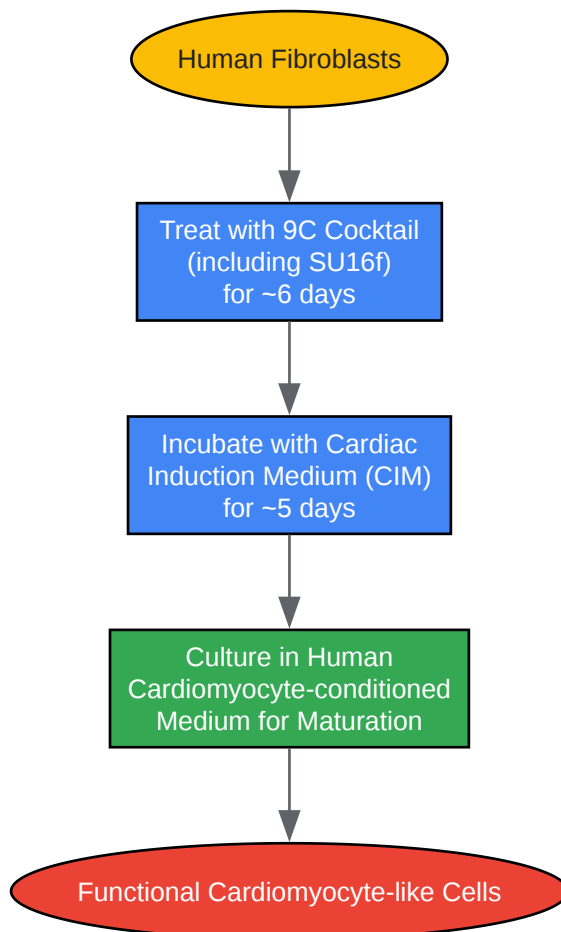 Human Fibroblasts
Treat with 9C Cocktail
(including SU16f)
for ~6 days
Incubate with Cardiac
Induction Medium (CIM)
for ~5 days
Culture in Human
Cardiomyocyte-conditioned
Medium for Maturation
Functional Cardiomyocyte-like Cells